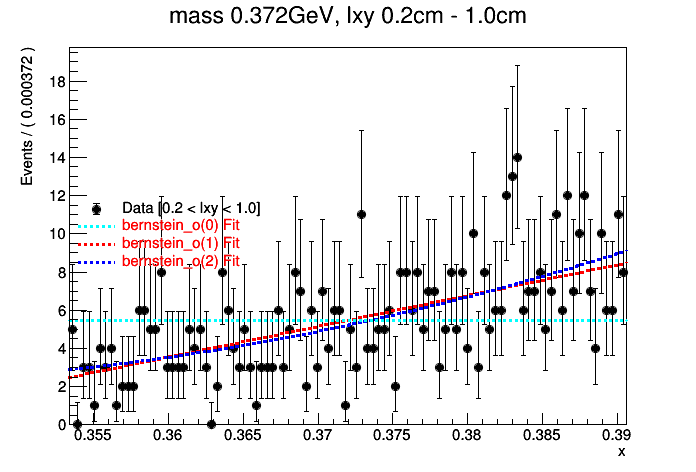 mass 0.372GeV, lxy 0.2cm - 1.0cm
Events / ( 0.000372 )
18
16
14
12
10
8
6
4
2
0
Data [0.2 < lxy < 1.0]
bernstein_o(0) Fit
bernstein_o(1) Fit
bernstein_o(2) Fit
0.355 0.36 0.365 0.37 0.375 0.38 0.385 0.39
x